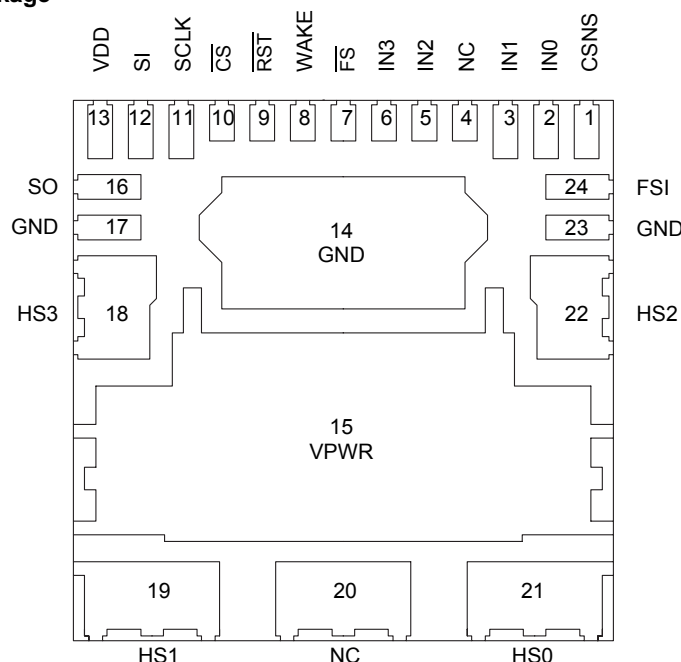 VDD SI SCLK CS RST WAKE FS IN3 IN2 NC IN1 IN0 CSNS
13 12 11 10 9 8 7 6 5 4 3 2 1
SO 16 24 FSI
GND 17 14 23 GND
GND
HS3 18 22 HS2
15
VPWR
19 20 21
HS1 NC HS0